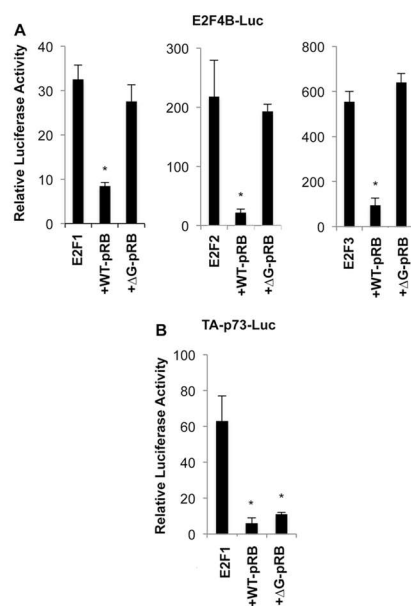 A
E2F4B-Luc
Relative Luciferase Activity
40
30
20
10
0
E2F1
+WT-pRB
+ΔG-pRB
*
300
200
100
0
E2F2
+WT-pRB
+ΔG-pRB
*
800
600
400
200
0
E2F3
+WT-pRB
+ΔG-pRB
*
B
TA-p73-Luc
Relative Luciferase Activity
100
80
60
40
20
0
E2F1
+WT-pRB
+ΔG-pRB
*
*